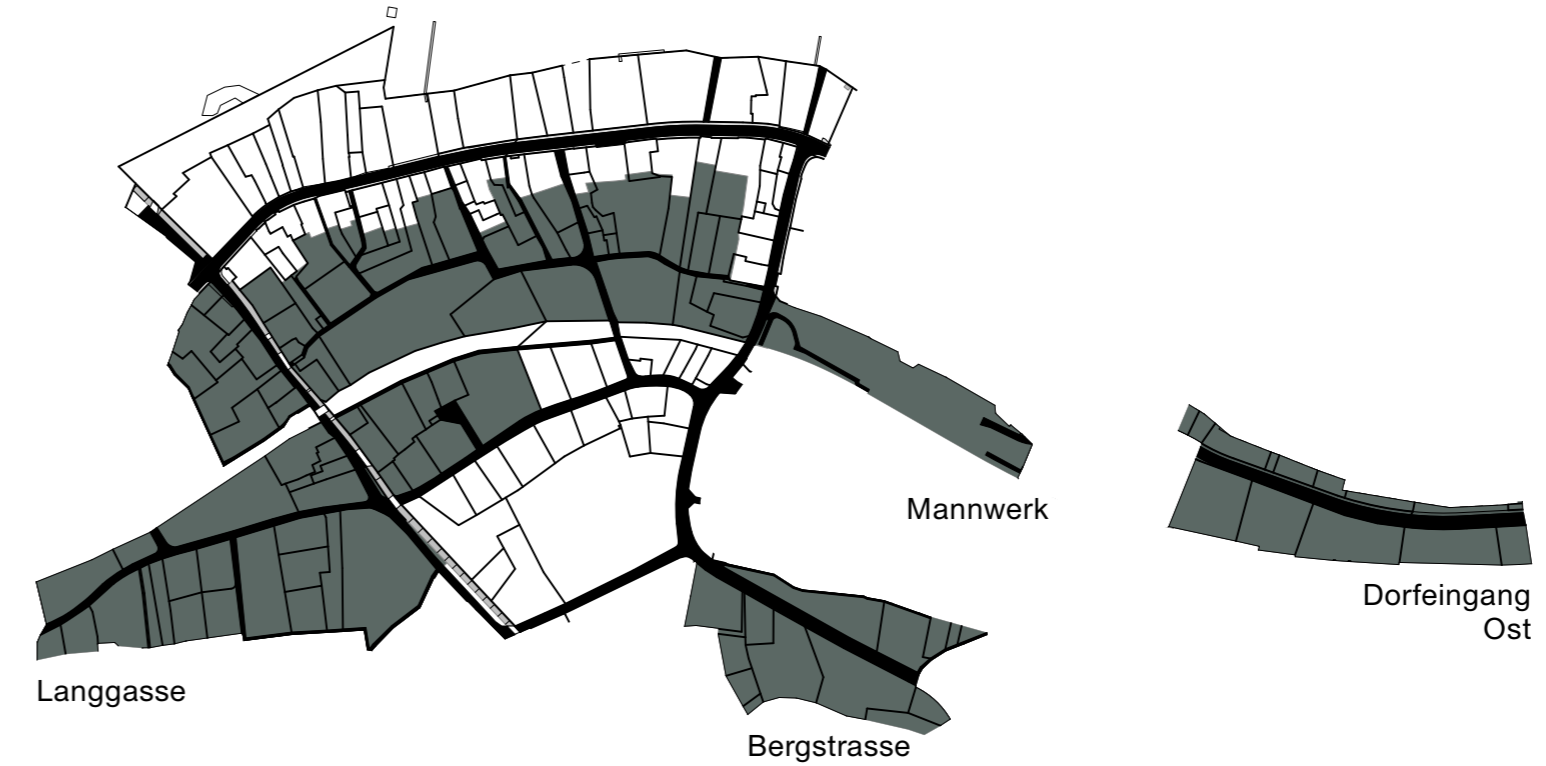 Mannwerk
Dorfeingang
Ost
Langgasse
Bergstrasse